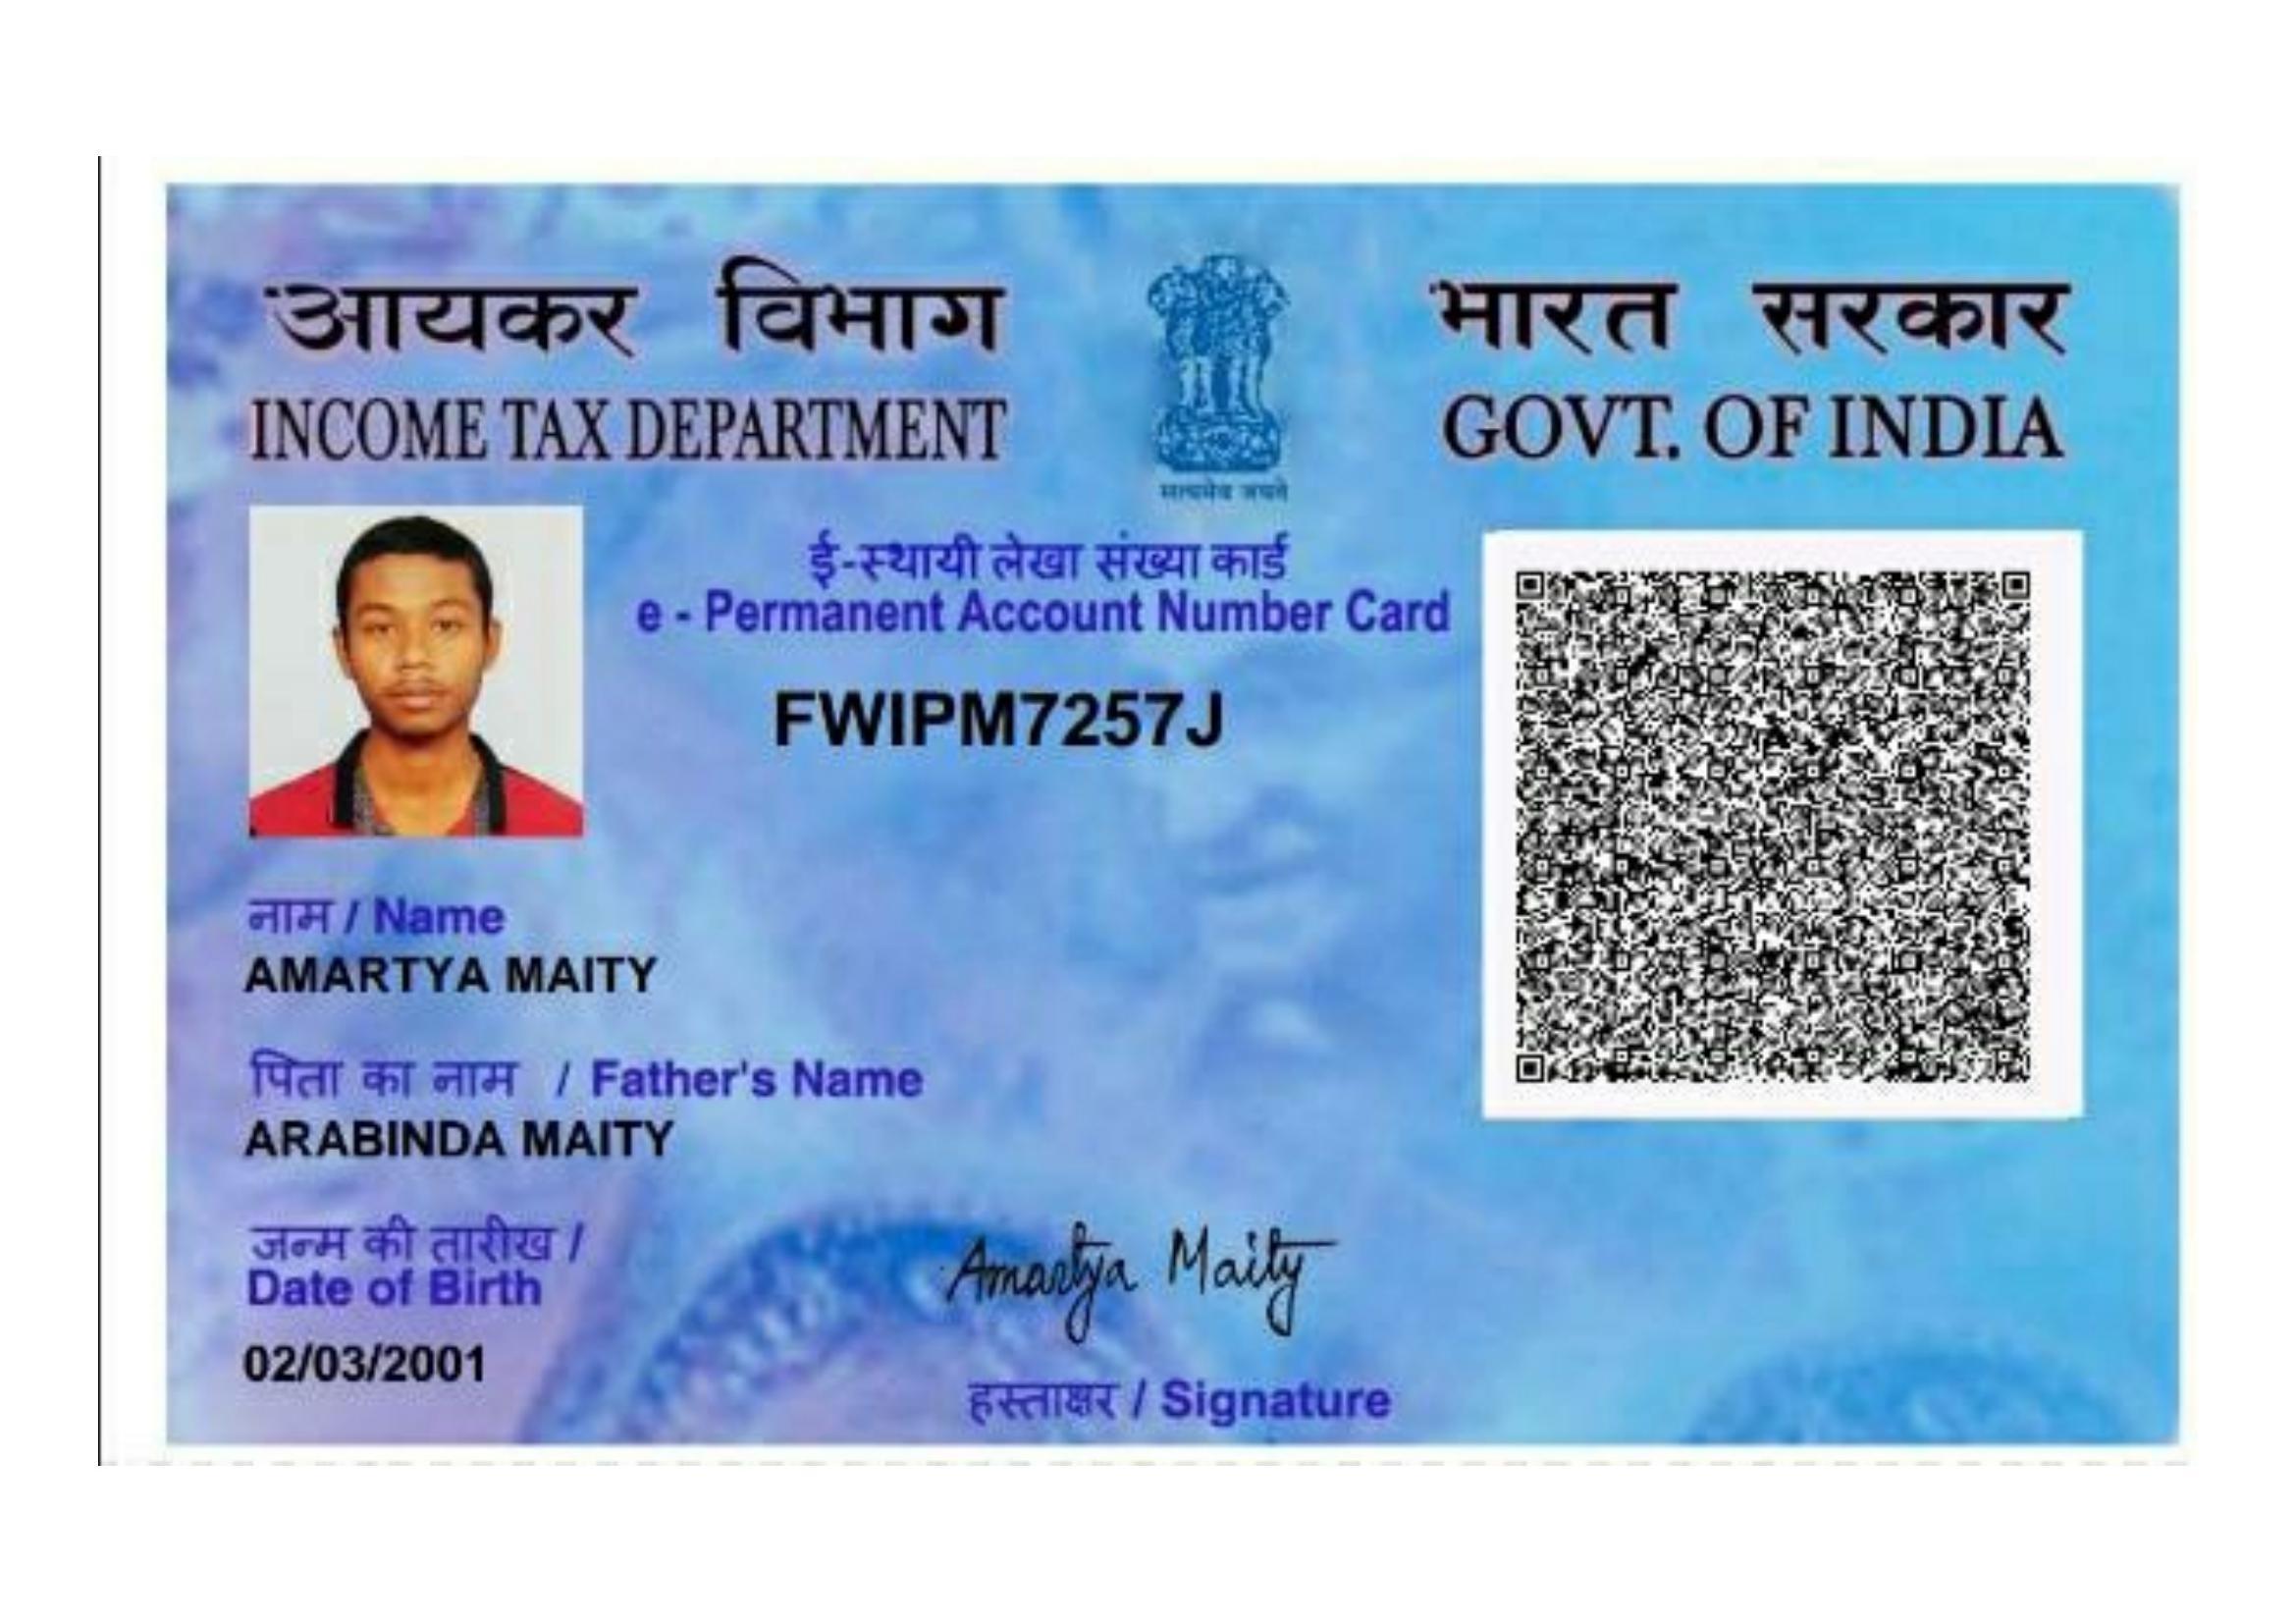 आयकर विभाग
INCOME TAX DEPARTMENT
सत्यमेव जयते
भारत सरकार
GOVT. OF INDIA
ई-स्थायी लेखा संख्या कार्ड
e - Permanent Account Number Card
FWIPM7257J
नाम / Name
AMARTYA MAITY
पिता का नाम / Father's Name
ARABINDA MAITY
जन्म की तारीख /
Date of Birth
02/03/2001
Amartya Maity
हस्ताक्षर / Signature